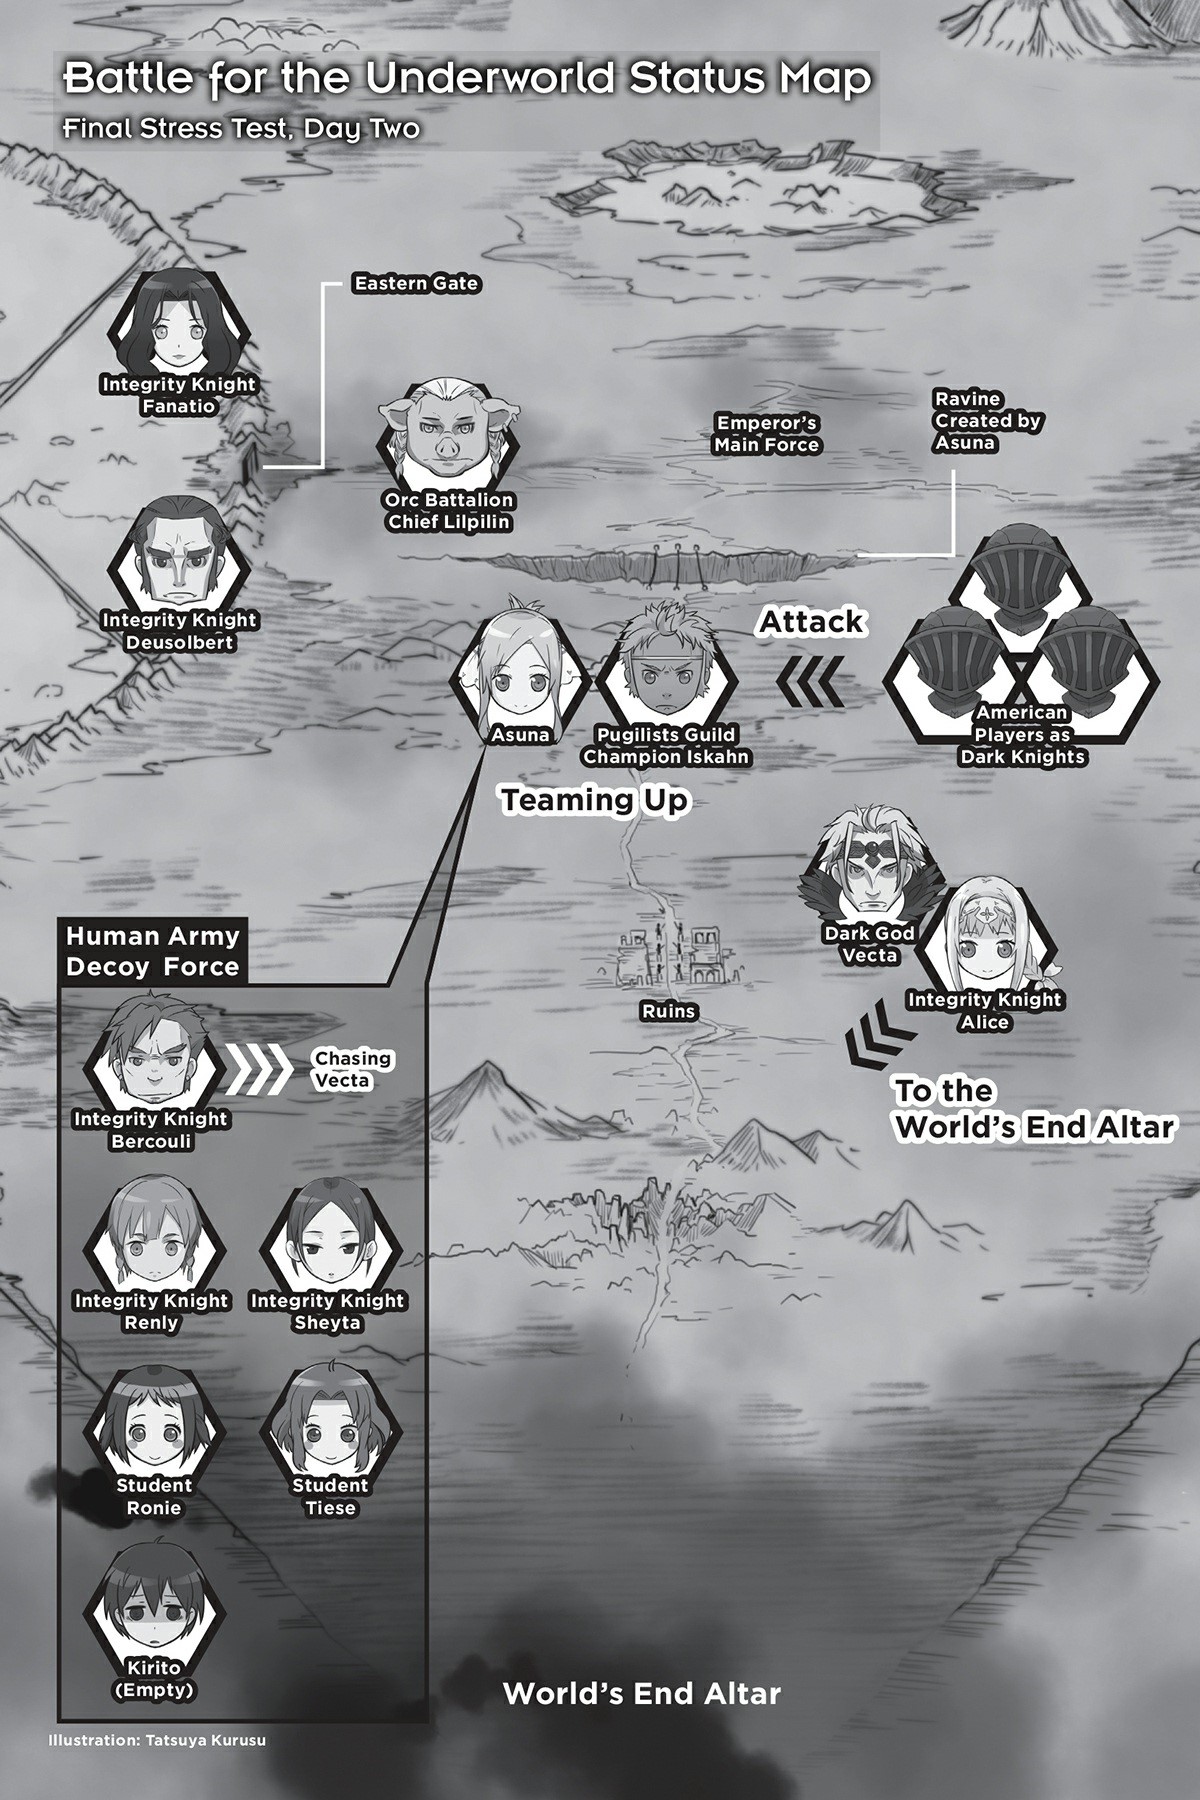 Battle for the Underworld Status Map
Final Stress Test, Day Two
Eastern Gate
Integrity Knight
Fanatio
Orc Battalion
Chief Lilpilin
Emperor's
Main Force
Ravine
Created by
Asuna
Integrity Knight
Deusolbert
Attack
Asuna
Pugilists Guild
Champion Iskahn
American
Players as
Dark Knights
Teaming Up
Dark God
Vecta
Integrity Knight
Alice
Ruins
To the
World's End Altar
Human Army
Decoy Force
Integrity Knight
Bercouli
Chasing
Vecta
Integrity Knight
Renly
Integrity Knight
Sheyta
Student
Ronie
Student
Tiese
Kirito
(Empty)
World's End Altar
Illustration: Tatsuya Kurusu